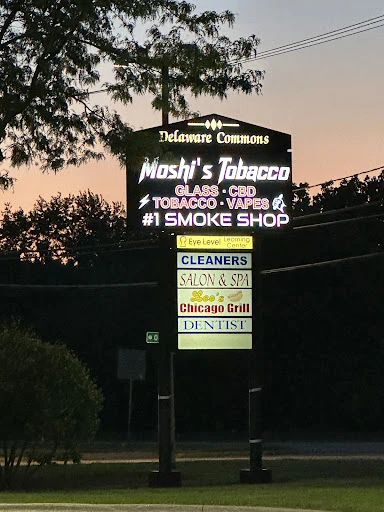 Delaware Commons
Moshi's Tobacco
GLASS · CBD
TOBACCO · VAPES
#1 SMOKE SHOP
Eye Level Learning Center
CLEANERS
SALON & SPA
Lee's
Chicago Grill
DENTIST